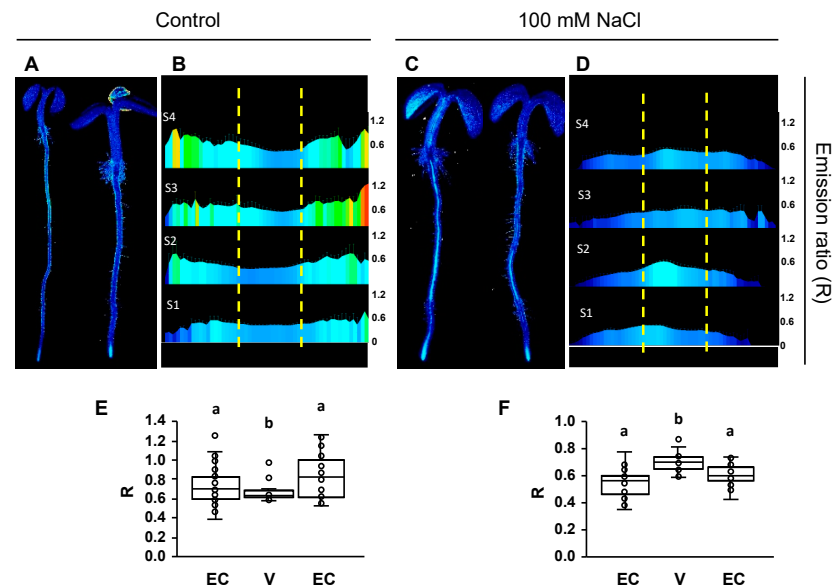 Control
100 mM NaCl
A
B
C
D
S4
1.2
0.6
S3
1.2
0.6
S2
1.2
0.6
S1
1.2
0.6
0
S4
1.2
0.6
S3
1.2
0.6
S2
1.2
0.6
S1
1.2
0.6
0
Emission ratio (R)
E
a
b
a
R
1.4
1.2
1.0
0.8
0.6
0.4
0.2
0.0
EC
V
EC
F
a
b
a
R
1.0
0.8
0.6
0.4
0.2
0.0
EC
V
EC